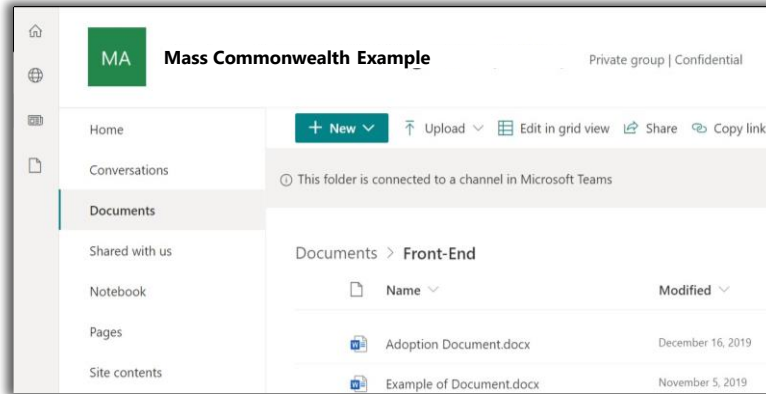 MA
Mass Commonwealth Example
Private group | Confidential
Home
Conversations
Documents
Shared with us
Notebook
Pages
Site contents
+ New
Upload
Edit in grid view
Share
Copy link
This folder is connected to a channel in Microsoft Teams
Documents > Front-End
Name
Modified
Adoption Document.docx
December 16, 2019
Example of Document.docx
November 5, 2019